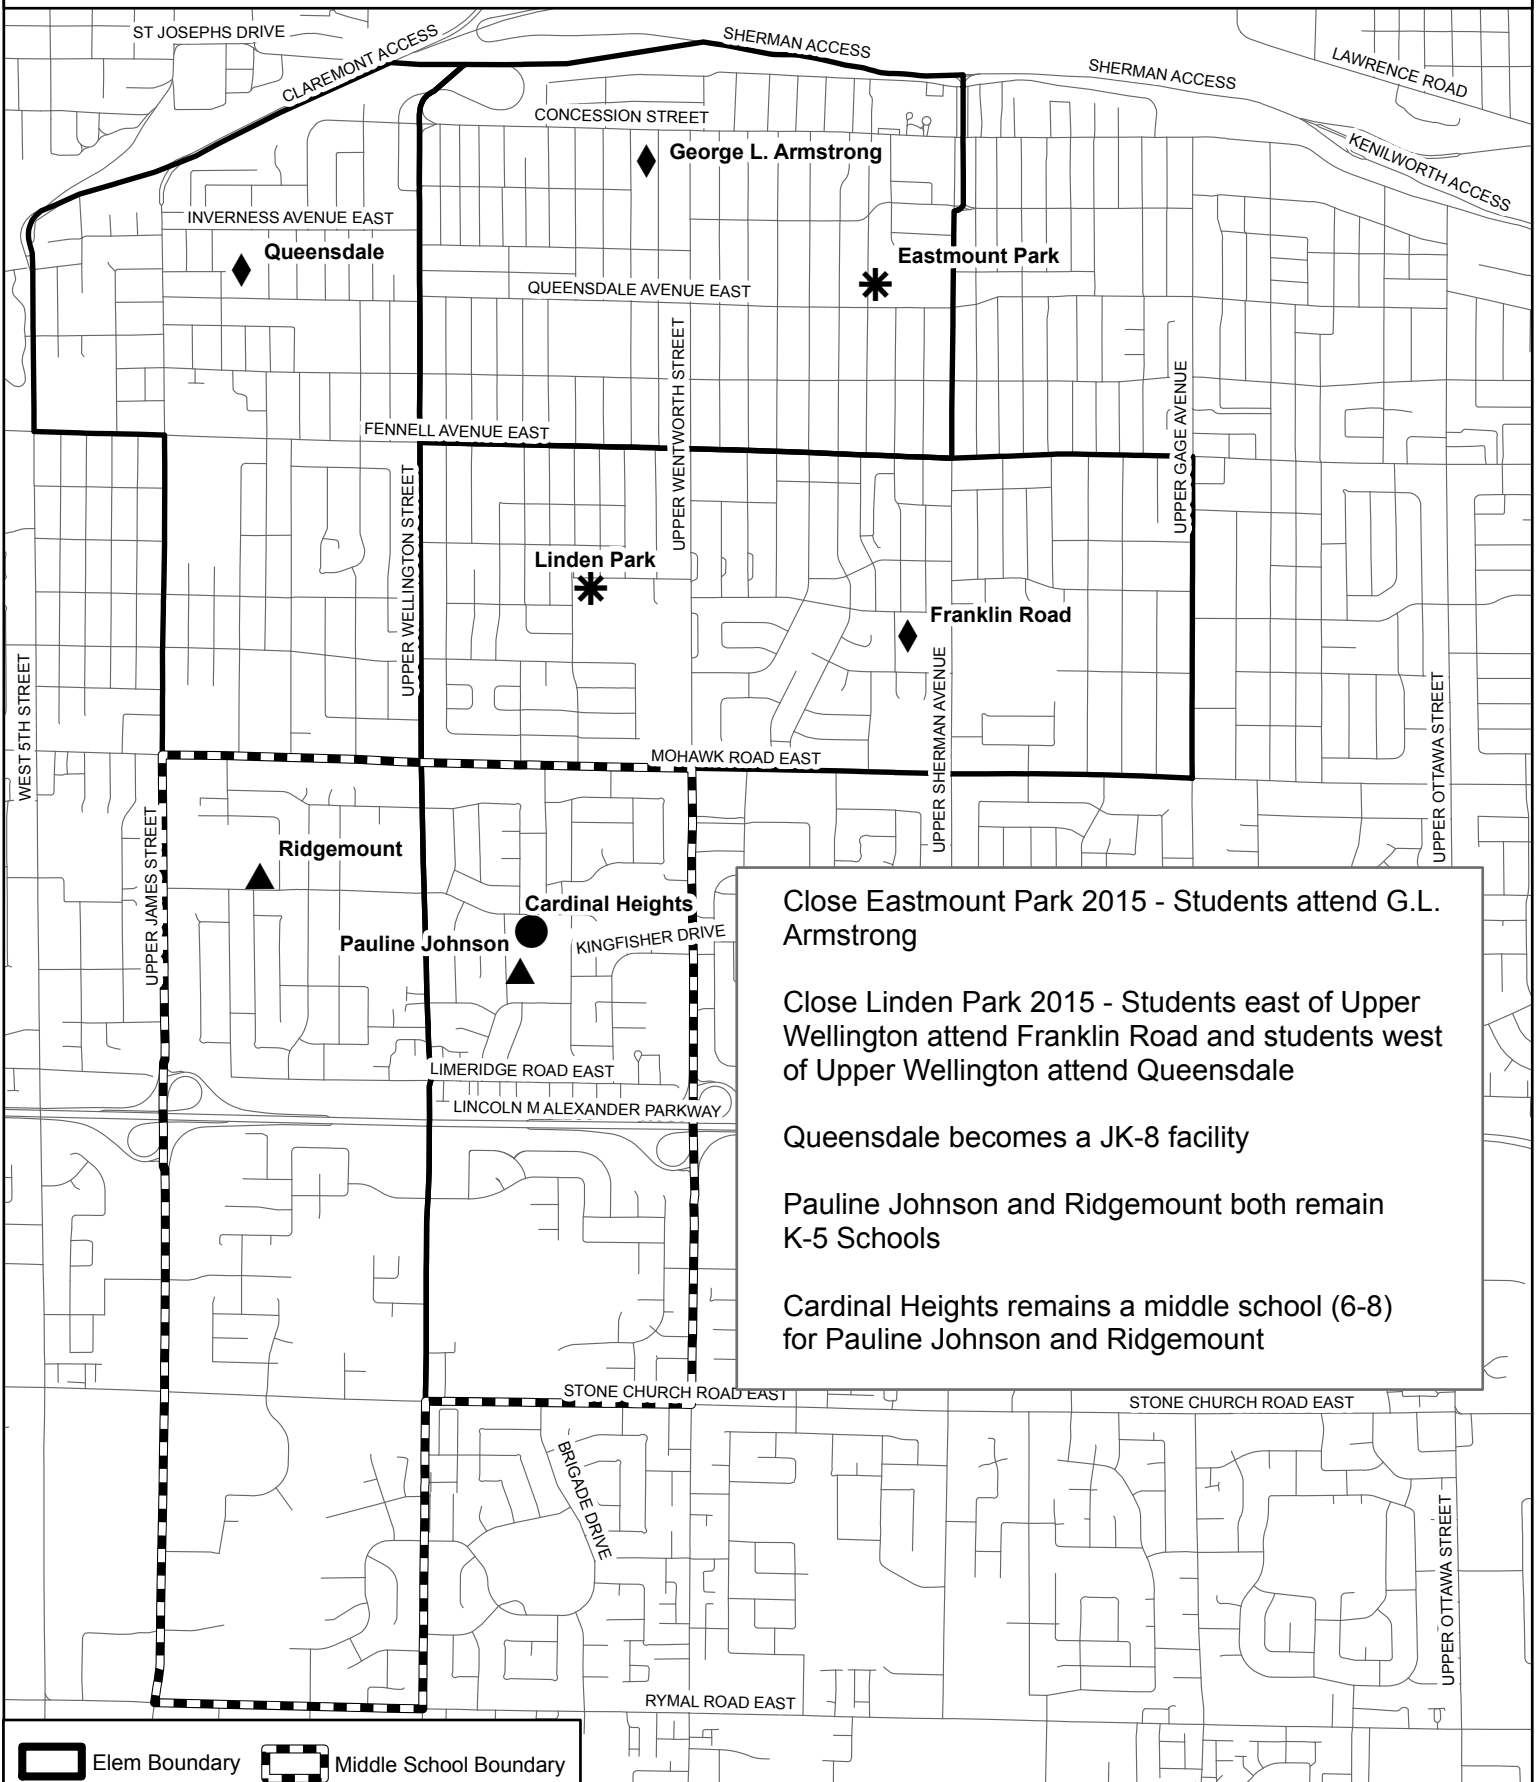 ST JOSEPHS DRIVE
CLAREMONT ACCESS
SHERMAN ACCESS
SHERMAN ACCESS
LAWRENCE ROAD
KENILWORTH ACCESS
CONCESSION STREET
George L. Armstrong
INVERNESS AVENUE EAST
Queensdale
Eastmount Park
QUEENSDALE AVENUE EAST
UPPER WENTWORTH STREET
UPPER GAGE AVENUE
FENNELL AVENUE EAST
UPPER WELLINGTON STREET
Linden Park
Franklin Road
WEST 5TH STREET
UPPER SHERMAN AVENUE
UPPER OTTAWA STREET
MOHAWK ROAD EAST
UPPER JAMES STREET
Ridgemount
Cardinal Heights
KINGFISHER DRIVE
Pauline Johnson
LIMERIDGE ROAD EAST
LINCOLN M ALEXANDER PARKWAY
Close Eastmount Park 2015 - Students attend G.L.
Armstrong
Close Linden Park 2015 - Students east of Upper
Wellington attend Franklin Road and students west
of Upper Wellington attend Queensdale
Queensdale becomes a JK-8 facility
Pauline Johnson and Ridgemount both remain
K-5 Schools
Cardinal Heights remains a middle school (6-8)
for Pauline Johnson and Ridgemount
STONE CHURCH ROAD EAST
STONE CHURCH ROAD EAST
BRIGADE DRIVE
UPPER OTTAWA STREET
RYMAL ROAD EAST
Elem Boundary
Middle School Boundary